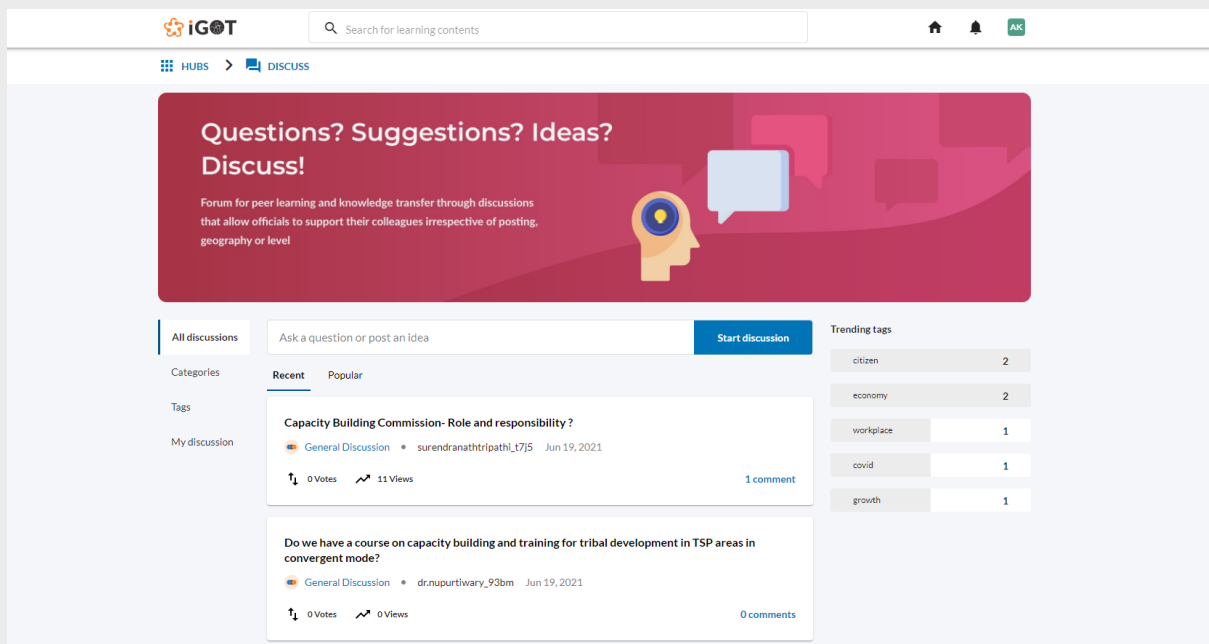 iGOT
Search for learning contents
AK
HUBS
DISCUSS
Questions? Suggestions? Ideas?
Discuss!
Forum for peer learning and knowledge transfer through discussions
that allow officials to support their colleagues irrespective of posting,
geography or level
All discussions
Categories
Tags
My discussion
Ask a question or post an idea
Start discussion
Recent
Popular
Capacity Building Commission- Role and responsibility ?
General Discussion • surendranathtripathi_t7j5 Jun 19, 2021
0 Votes 11 Views 1 comment
Do we have a course on capacity building and training for tribal development in TSP areas in
convergent mode?
General Discussion • dr.nupurtiwary_93bm Jun 19, 2021
0 Votes 0 Views 0 comments
Trending tags
citizen 2
economy 2
workplace 1
covid 1
growth 1